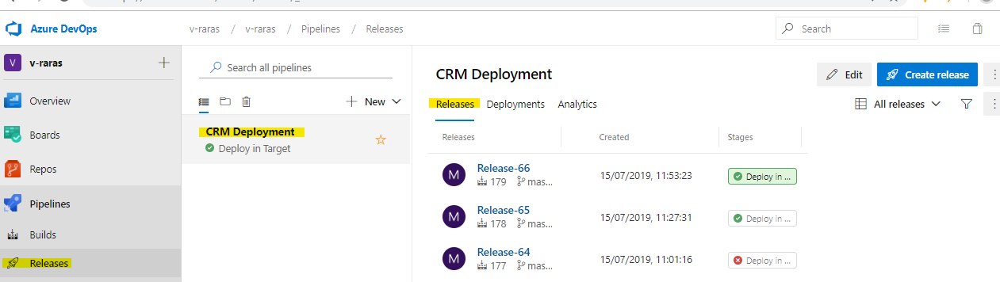 Azure DevOps
v-raras / v-raras / Pipelines / Releases
Search
V v-raras
Overview
Boards
Repos
Pipelines
Builds
Releases
Search all pipelines
New
CRM Deployment
Deploy in Target
CRM Deployment
Edit
Create release
Releases Deployments Analytics
All releases
Releases Created Stages
M Release-66 15/07/2019, 11:53:23 Deploy in ...
179 mas...
M Release-65 15/07/2019, 11:27:31 Deploy in ...
178 mas...
M Release-64 15/07/2019, 11:01:16 Deploy in ...
177 mas...